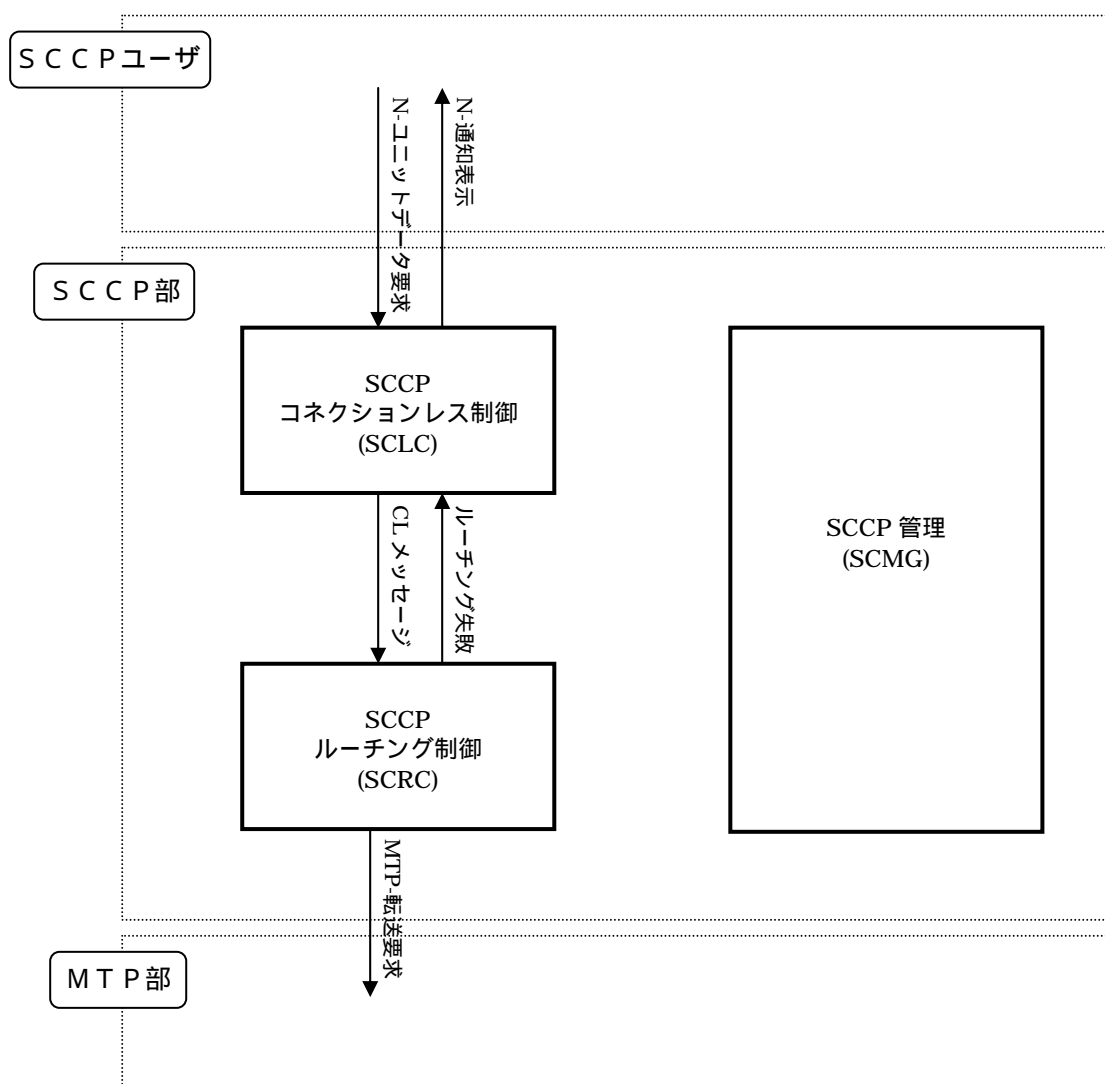 ＳＣＣＰユーザ
N-ユニットデータ要求
N-通知表示
ＳＣＣＰ部
SCCP
コネクションレス制御
(SCLC)
CLメッセージ
ルーチング失敗
SCCP 管理
(SCMG)
SCCP
ルーチング制御
(SCRC)
MTP-転送要求
ＭＴＰ部